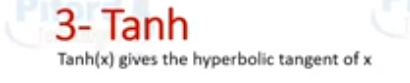 3- Tanh
Tanh(x) gives the hyperbolic tangent of x